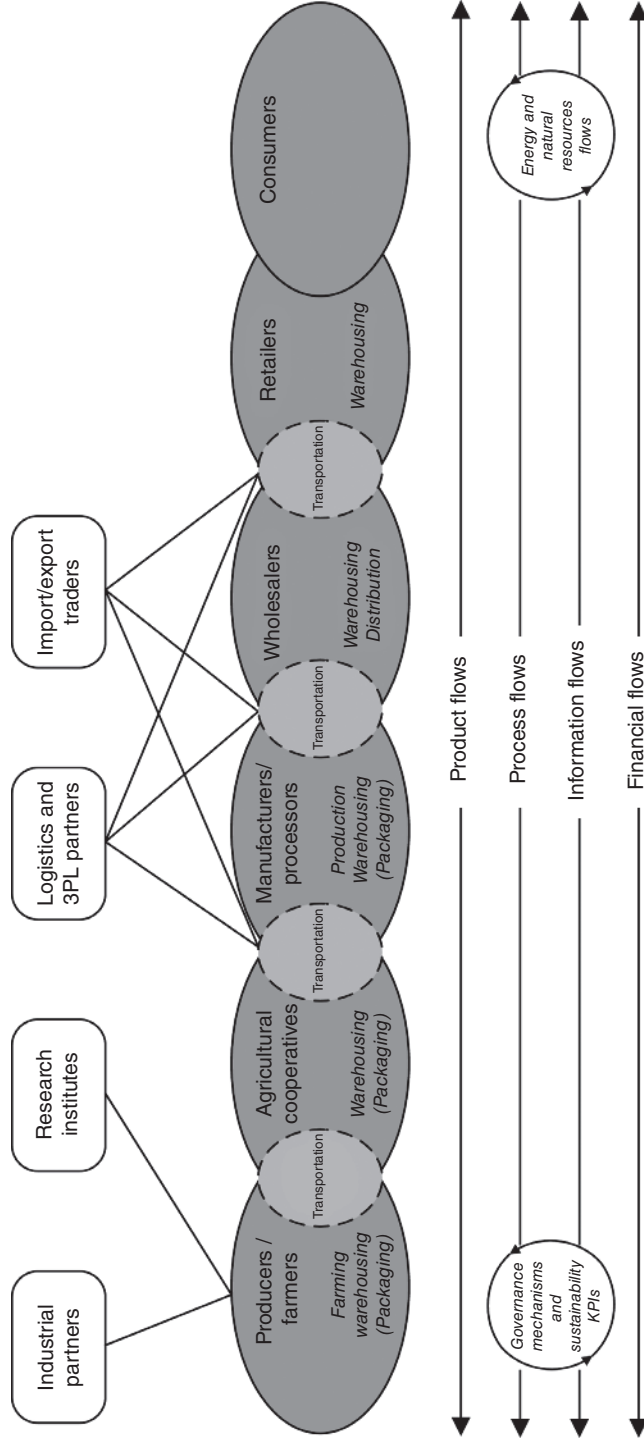 Industrial
partners
Research
institutes
Logistics and
3PL partners
Import/export
traders
Producers /
farmers
Farming
warehousing
(Packaging)
Transportation
Agricultural
cooperatives
Warehousing
(Packaging)
Transportation
Manufacturers/
processors
Production
Warehousing
(Packaging)
Transportation
Wholesalers
Warehousing
Distribution
Transportation
Retailers
Warehousing
Consumers
Product flows
Process flows
Information flows
Financial flows
Governance
mechanisms
and
sustainability
KPIs
Energy and
natural
resources
flows